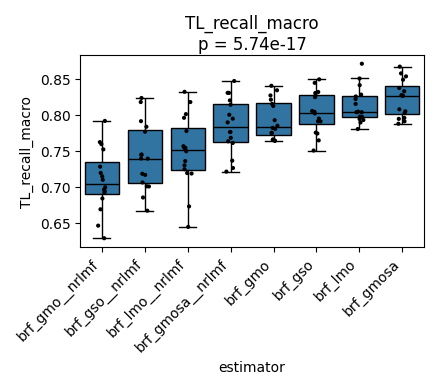 TL_recall_macro
p = 5.74e-17
TL_recall_macro
0.85
0.80
0.75
0.70
0.65
brf_gmo__nrlmf
brf_gso__nrlmf
brf_lmo__nrlmf
brf_gmosa__nrlmf
brf_gmo
brf_gso
brf_lmo
brf_gmosa
estimator